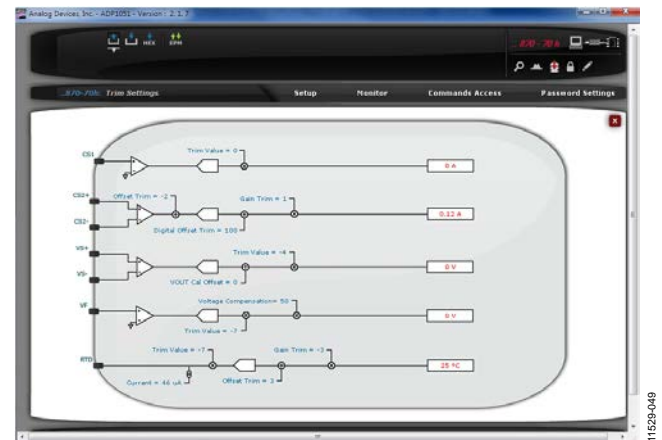 Analog Devices, Inc. - ADP1051 - Version : 2. 1. 7
HEX EPM
870 - 70 A
Trim Settings
Setup Monitor Commands Access Password Settings
CS1
Trim Value = 0
0 A
CS2+
CS2-
Offset Trim = -2
Gain Trim = 1
Digital Offset Trim = 100
0.12 A
VS+
VS-
Trim Value = -4
VOUT Cal Offset = 0
0 V
VF
Voltage Compensation= 50
Trim Value = -7
0 V
RTD
Trim Value = -7
Gain Trim = -3
Current = 46 uA
Offset Trim = 3
25 °C
11529-049